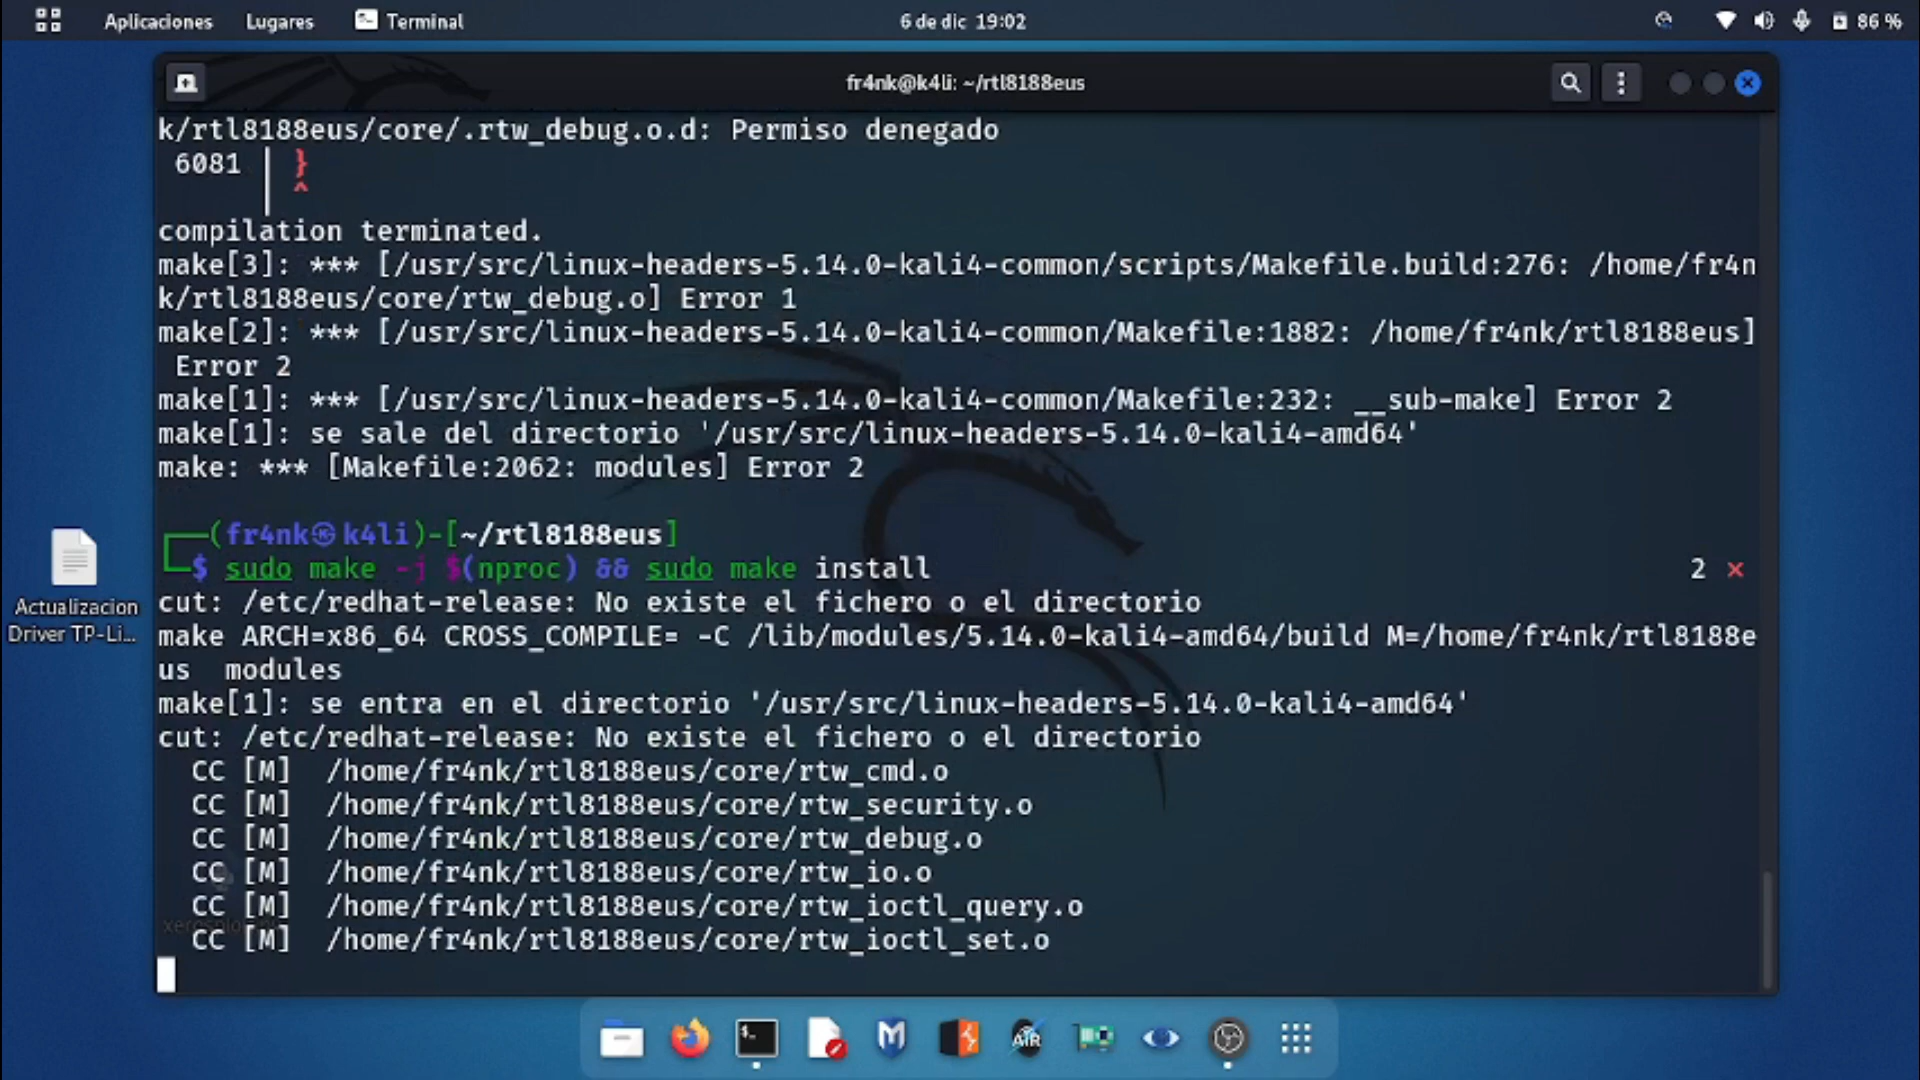 Aplicaciones Lugares Terminal 6 de dic 19:02 86 %
fr4nk@k4li: ~/rtl8188eus
k/rtl8188eus/core/.rtw_debug.o.d: Permiso denegado
6081 | }
| ^
|
compilation terminated.
make[3]: *** [/usr/src/linux-headers-5.14.0-kali4-common/scripts/Makefile.build:276: /home/fr4n
k/rtl8188eus/core/rtw_debug.o] Error 1
make[2]: *** [/usr/src/linux-headers-5.14.0-kali4-common/Makefile:1882: /home/fr4nk/rtl8188eus]
Error 2
make[1]: *** [/usr/src/linux-headers-5.14.0-kali4-common/Makefile:232: __sub-make] Error 2
make[1]: se sale del directorio '/usr/src/linux-headers-5.14.0-kali4-amd64'
make: *** [Makefile:2062: modules] Error 2
┌──(fr4nk㉿k4li)-[~/rtl8188eus]
└─$ sudo make -j $(nproc) && sudo make install 2 ⨯
cut: /etc/redhat-release: No existe el fichero o el directorio
make ARCH=x86_64 CROSS_COMPILE= -C /lib/modules/5.14.0-kali4-amd64/build M=/home/fr4nk/rtl8188e
us modules
make[1]: se entra en el directorio '/usr/src/linux-headers-5.14.0-kali4-amd64'
cut: /etc/redhat-release: No existe el fichero o el directorio
CC [M] /home/fr4nk/rtl8188eus/core/rtw_cmd.o
CC [M] /home/fr4nk/rtl8188eus/core/rtw_security.o
CC [M] /home/fr4nk/rtl8188eus/core/rtw_debug.o
CC [M] /home/fr4nk/rtl8188eus/core/rtw_io.o
CC [M] /home/fr4nk/rtl8188eus/core/rtw_ioctl_query.o
CC [M] /home/fr4nk/rtl8188eus/core/rtw_ioctl_set.o
Actualizacion
Driver TP-Li...
AIR